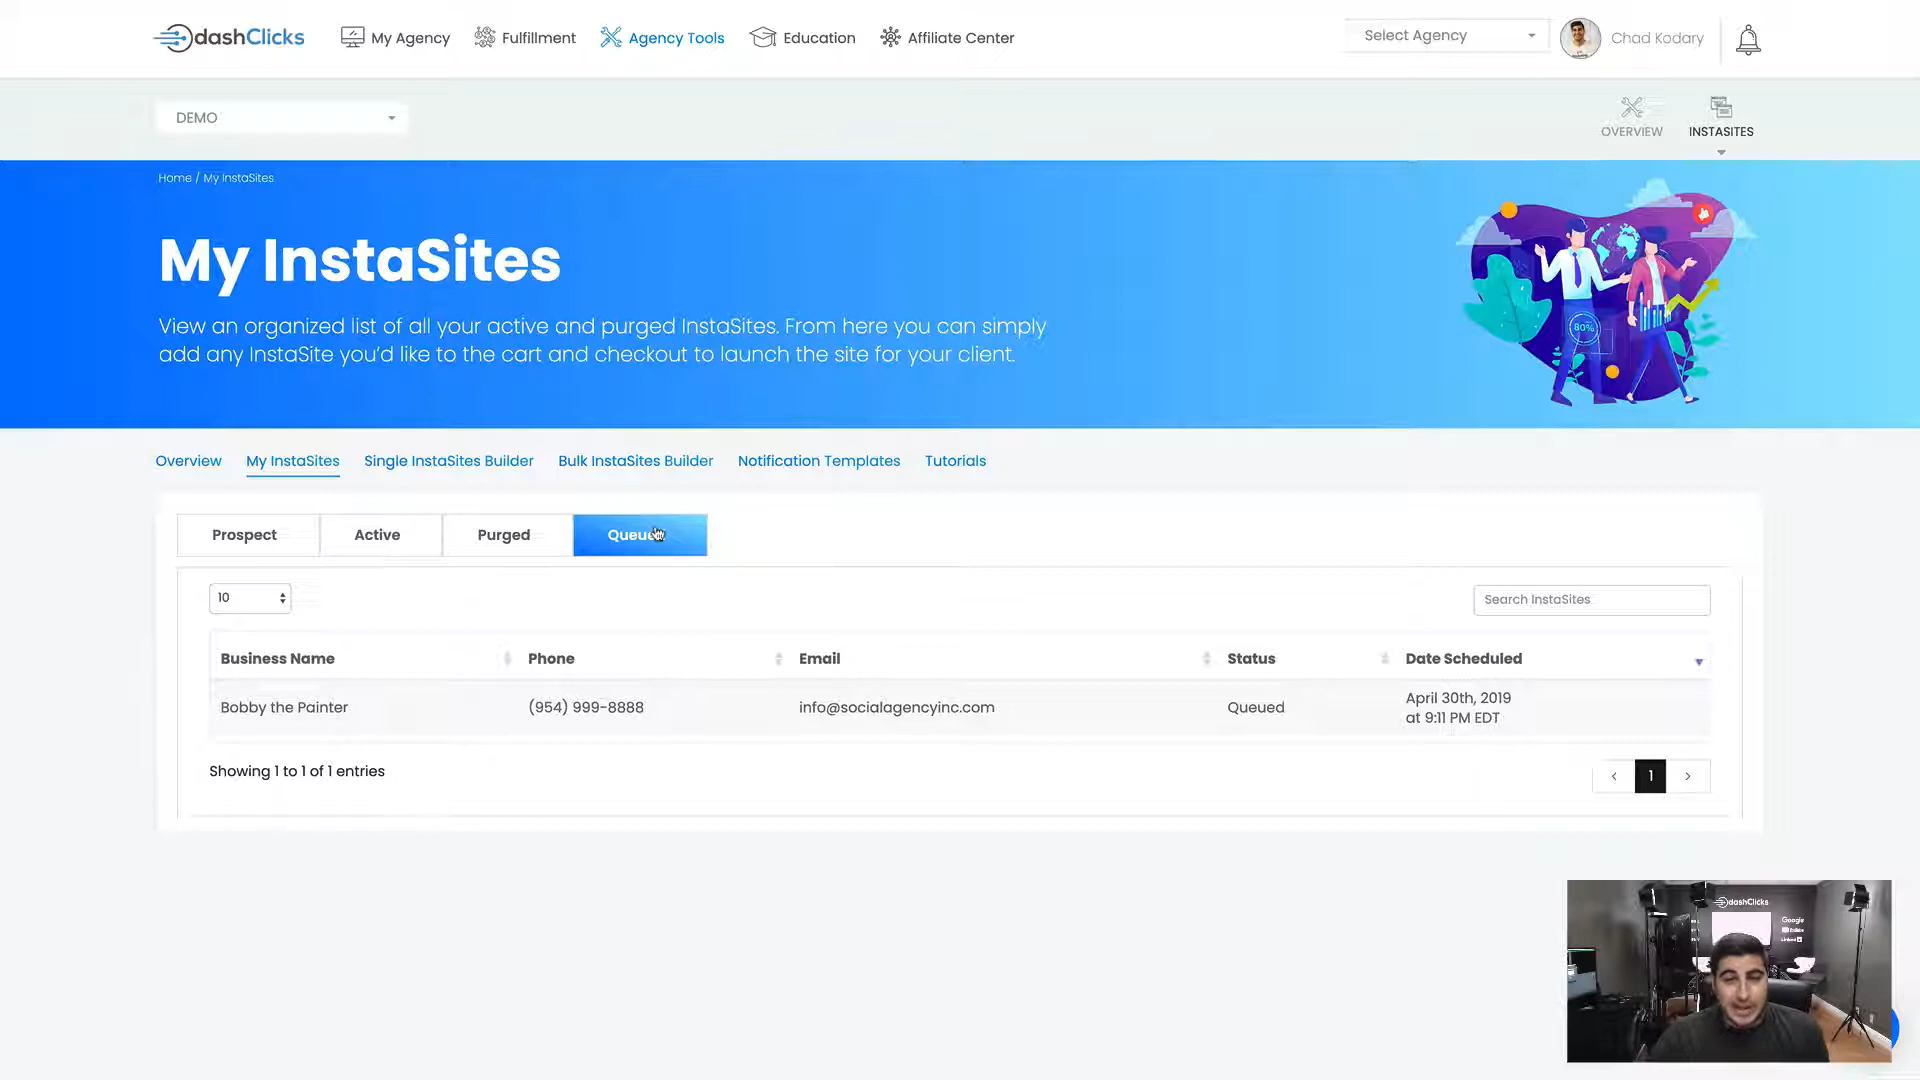 dashClicks
My Agency
Fulfillment
Agency Tools
Education
Affiliate Center
Select Agency
Chad Kodary
DEMO
OVERVIEW
INSTASITES
Home / My InstaSites
My InstaSites
View an organized list of all your active and purged InstaSites. From here you can simply
add any InstaSite you'd like to the cart and checkout to launch the site for your client.
80%
Overview
My InstaSites
Single InstaSites Builder
Bulk InstaSites Builder
Notification Templates
Tutorials
Prospect
Active
Purged
Queued
10
Search InstaSites
Business Name
Phone
Email
Status
Date Scheduled
Bobby the Painter
(954) 999-8888
info@socialagencyinc.com
Queued
April 30th, 2019
at 9:11 PM EDT
Showing 1 to 1 of 1 entries
< 1 >
dashClicks
Google
Linked